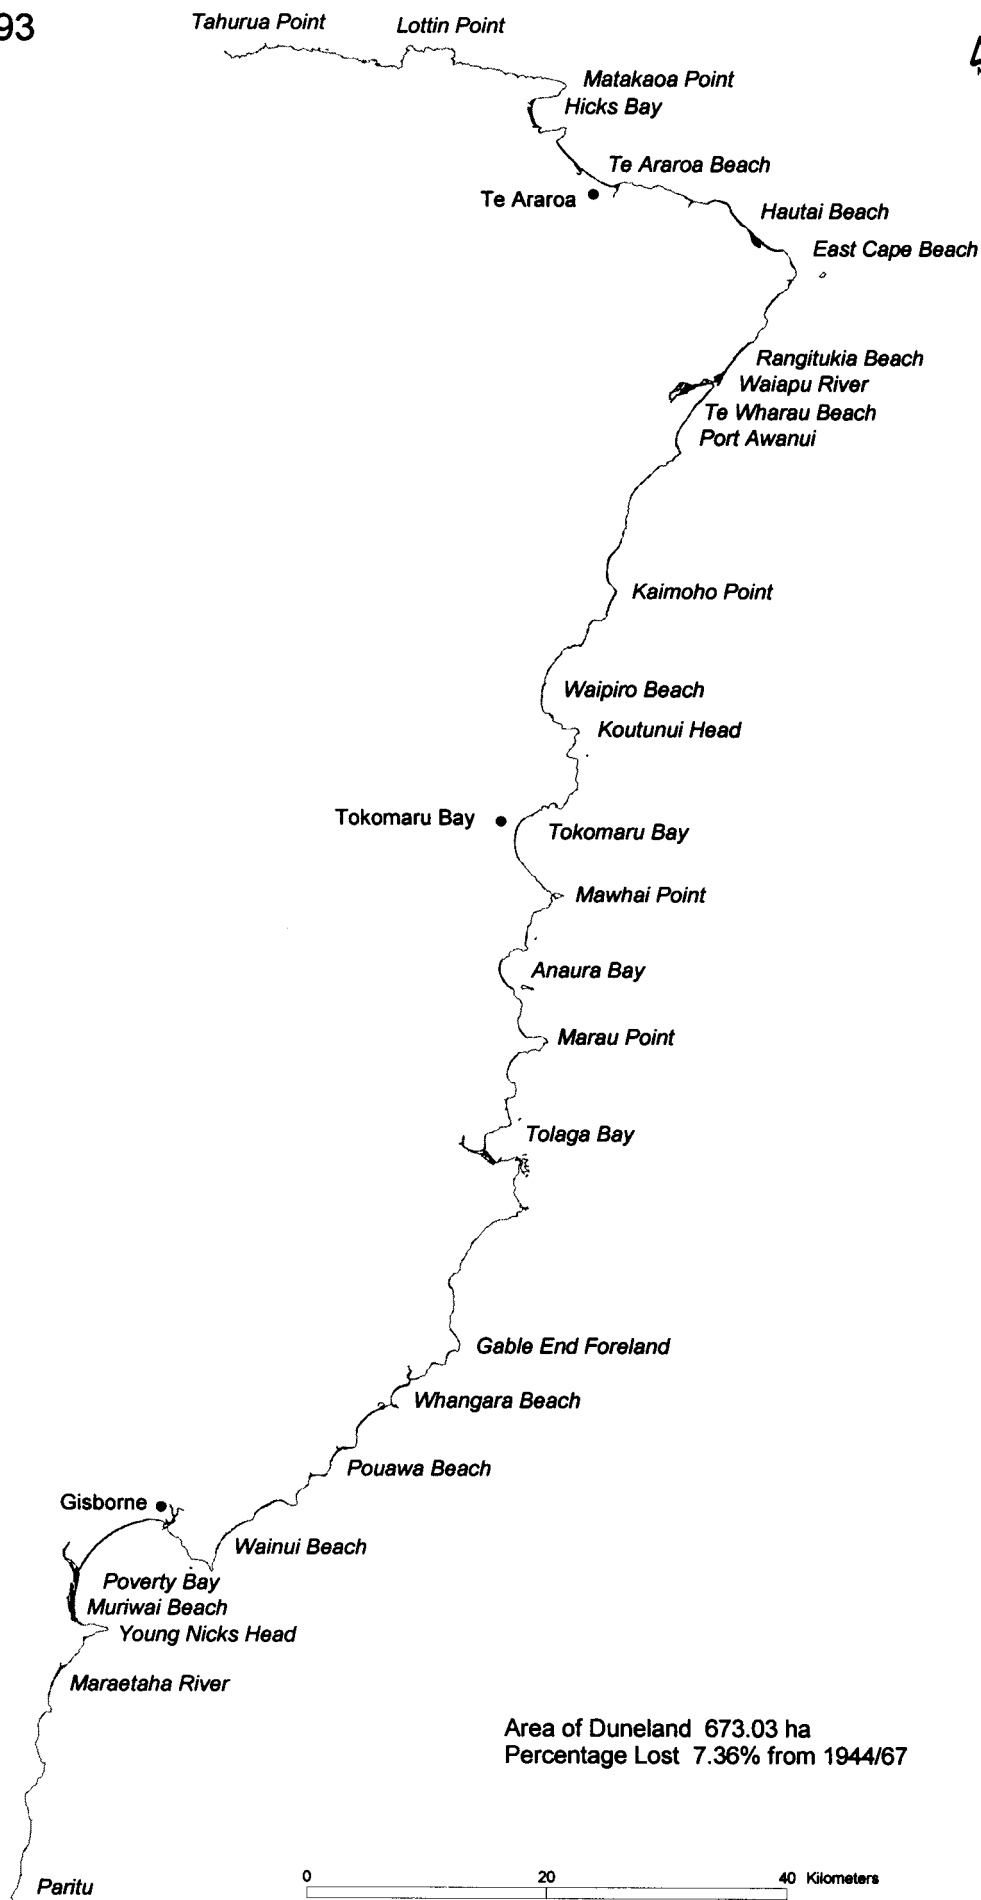 93
Tahurua Point
Lottin Point
Matakaoa Point
Hicks Bay
Te Araroa Beach
Te Araroa
Hautai Beach
East Cape Beach
Rangitukia Beach
Waiapu River
Te Wharau Beach
Port Awanui
Kaimoho Point
Waipiro Beach
Koutunui Head
Tokomaru Bay
Tokomaru Bay
Mawhai Point
Anaura Bay
Marau Point
Tolaga Bay
Gable End Foreland
Whangara Beach
Pouawa Beach
Gisborne
Wainui Beach
Poverty Bay
Muriwai Beach
Young Nicks Head
Maraetaha River
Area of Duneland 673.03 ha
Percentage Lost 7.36% from 1944/67
0 20 40 Kilometers
Paritu